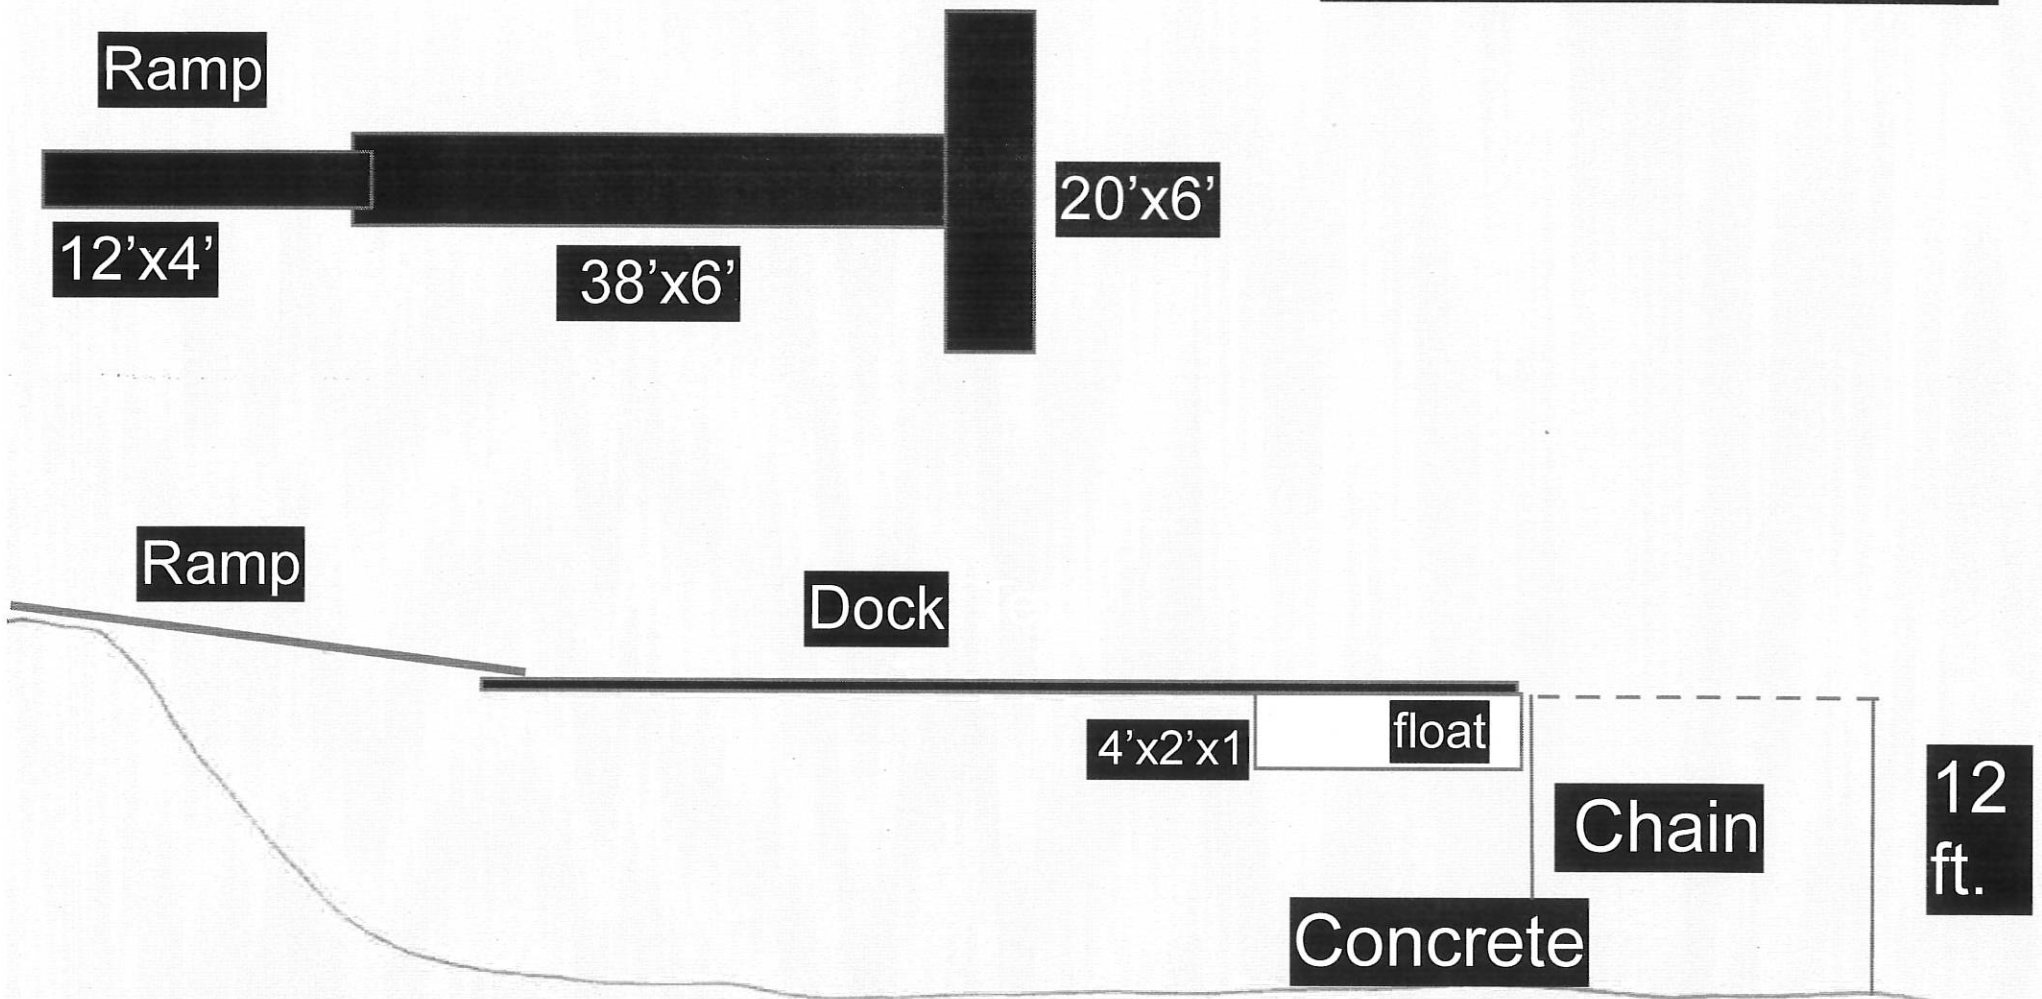 Ramp
12’x4’
38’x6’
20’x6’
Ramp
Dock
4’x2’x1
float
Chain
12
ft.
Concrete